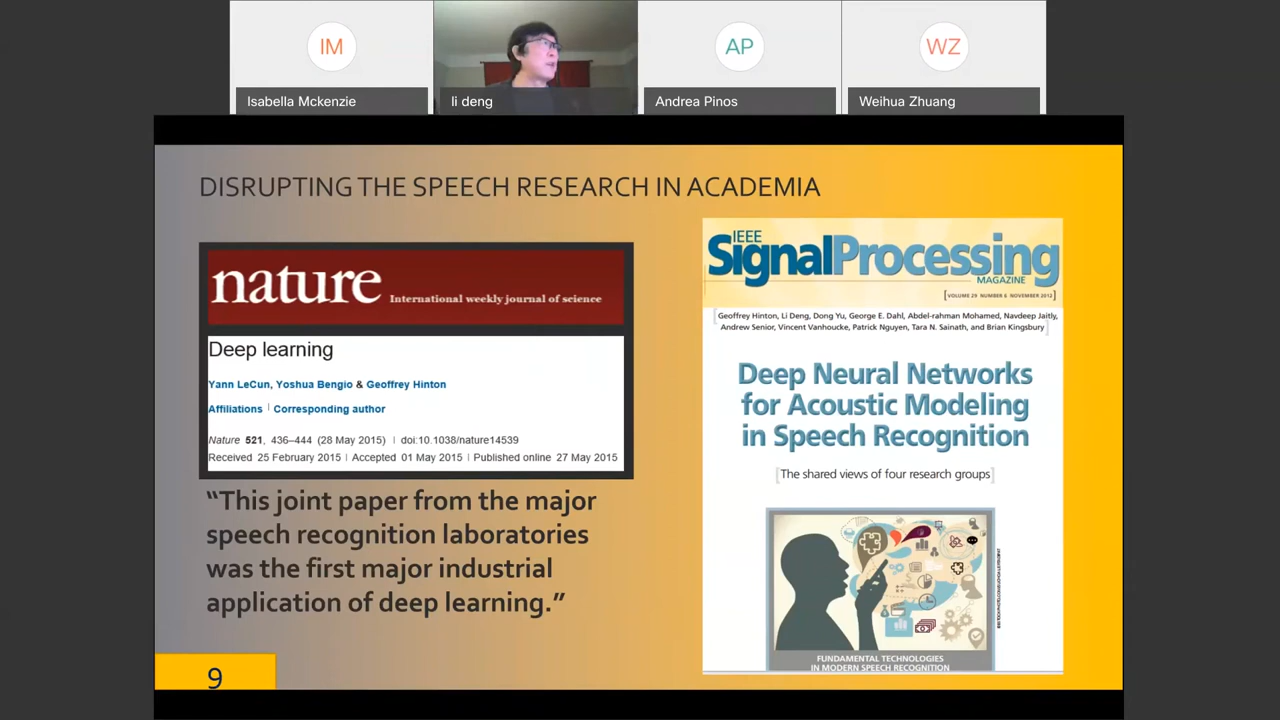 IM
Isabella Mckenzie
li deng
AP
Andrea Pinos
WZ
Weihua Zhuang
DISRUPTING THE SPEECH RESEARCH IN ACADEMIA
nature International weekly journal of science
Deep learning
Yann LeCun, Yoshua Bengio & Geoffrey Hinton
Affiliations | Corresponding author
Nature 521, 436–444 (28 May 2015) | doi:10.1038/nature14539
Received 25 February 2015 | Accepted 01 May 2015 | Published online 27 May 2015
“This joint paper from the major
speech recognition laboratories
was the first major industrial
application of deep learning.”
IEEE
SignalProcessing
MAGAZINE
[VOLUME 29 NUMBER 6 NOVEMBER 2012]
[Geoffrey Hinton, Li Deng, Dong Yu, George E. Dahl, Abdel-rahman Mohamed, Navdeep Jaitly,
Andrew Senior, Vincent Vanhoucke, Patrick Nguyen, Tara N. Sainath, and Brian Kingsbury]
Deep Neural Networks
for Acoustic Modeling
in Speech Recognition
[The shared views of four research groups]
FUNDAMENTAL TECHNOLOGIES
IN MODERN SPEECH RECOGNITION
9